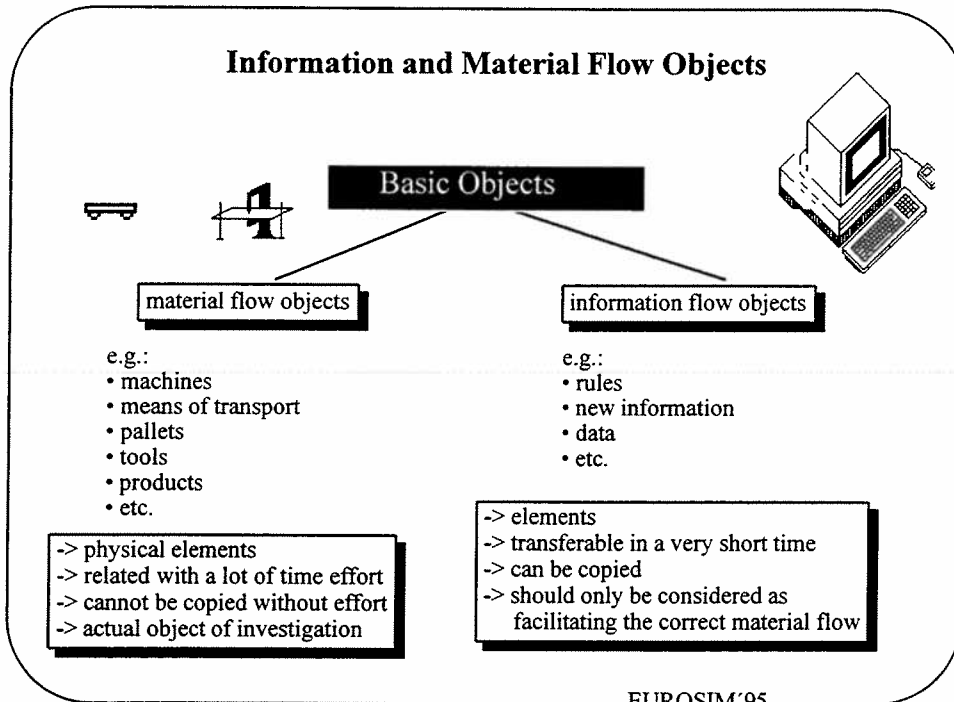 Information and Material Flow Objects
Basic Objects
material flow objects
e.g.:
• machines
• means of transport
• pallets
• tools
• products
• etc.
-> physical elements
-> related with a lot of time effort
-> cannot be copied without effort
-> actual object of investigation
information flow objects
e.g.:
• rules
• new information
• data
• etc.
-> elements
-> transferable in a very short time
-> can be copied
-> should only be considered as
facilitating the correct material flow
EUROSIM´95